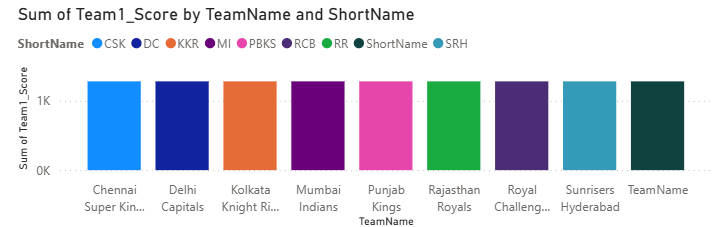 Sum of Team1_Score by TeamName and ShortName
ShortName CSK DC KKR MI PBKS RCB RR ShortName SRH
Sum of Team1_Score
1K
0K
Chennai Super Kin...
Delhi Capitals
Kolkata Knight Ri...
Mumbai Indians
Punjab Kings
Rajasthan Royals
Royal Challeng...
Sunrisers Hyderabad
TeamName
TeamName